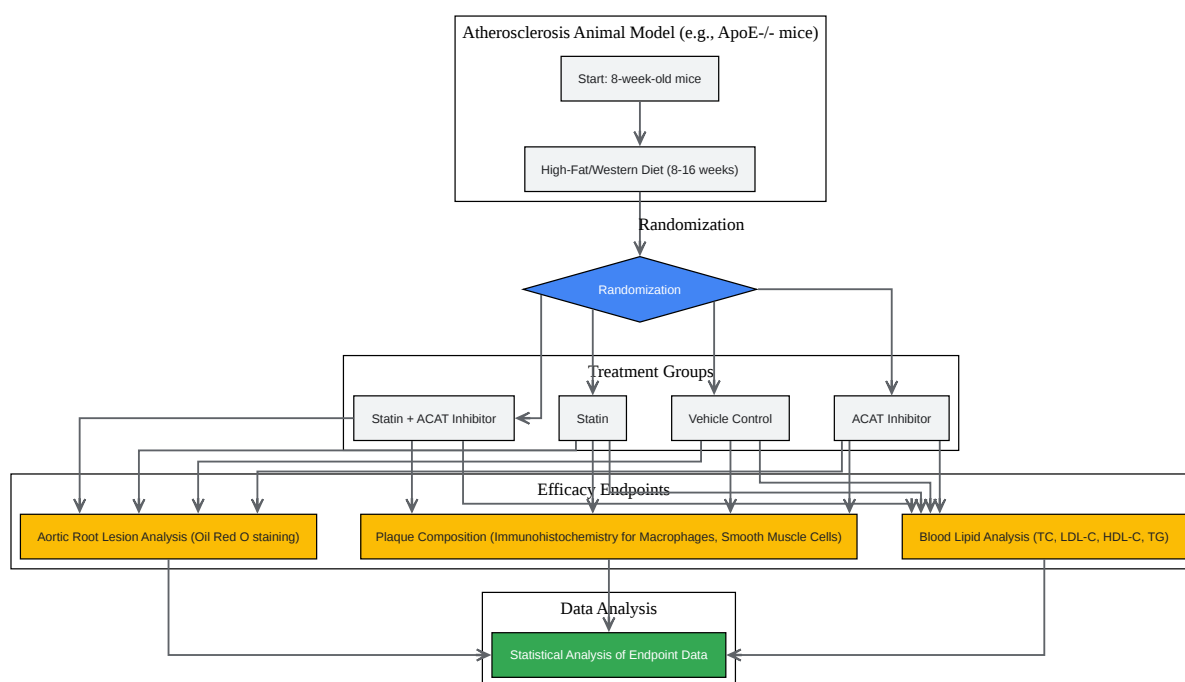 Atherosclerosis Animal Model (e.g., ApoE-/- mice)
Start: 8-week-old mice
High-Fat/Western Diet (8-16 weeks)
Randomization
Randomization
Treatment Groups
Statin + ACAT Inhibitor
Statin
Vehicle Control
ACAT Inhibitor
Efficacy Endpoints
Aortic Root Lesion Analysis (Oil Red O staining)
Plaque Composition (Immunohistochemistry for Macrophages, Smooth Muscle Cells)
Blood Lipid Analysis (TC, LDL-C, HDL-C, TG)
Data Analysis
Statistical Analysis of Endpoint Data